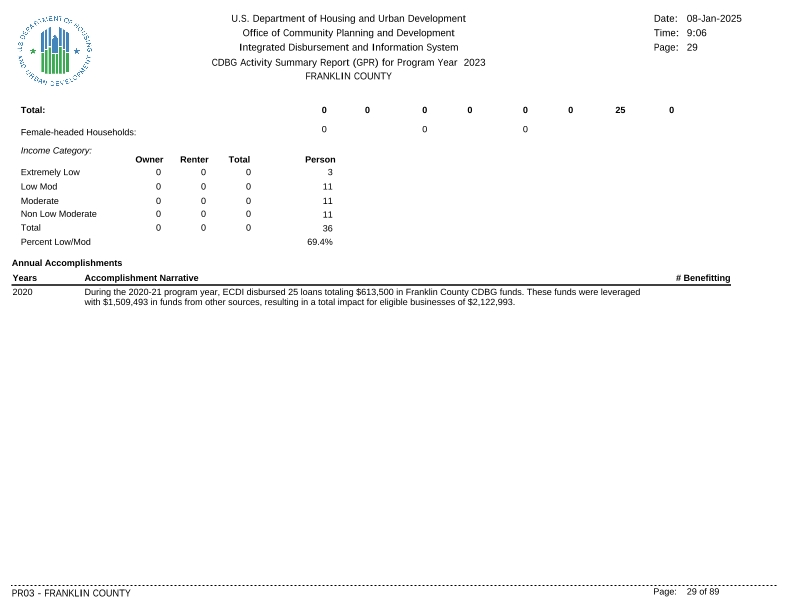 U.S. DEPARTMENT OF HOUSING AND URBAN DEVELOPMENT
U.S. Department of Housing and Urban Development
Office of Community Planning and Development
Integrated Disbursement and Information System
CDBG Activity Summary Report (GPR) for Program Year 2023
FRANKLIN COUNTY
Date: 08-Jan-2025
Time: 9:06
Page: 29
Total: 0 0 0 0 0 0 25 0
Female-headed Households: 0 0 0
Income Category:
Owner Renter Total Person
Extremely Low 0 0 0 3
Low Mod 0 0 0 11
Moderate 0 0 0 11
Non Low Moderate 0 0 0 11
Total 0 0 0 36
Percent Low/Mod 69.4%
Annual Accomplishments
Years Accomplishment Narrative # Benefitting
2020 During the 2020-21 program year, ECDI disbursed 25 loans totaling $613,500 in Franklin County CDBG funds. These funds were leveraged
with $1,509,493 in funds from other sources, resulting in a total impact for eligible businesses of $2,122,993.
PR03 - FRANKLIN COUNTY Page: 29 of 89